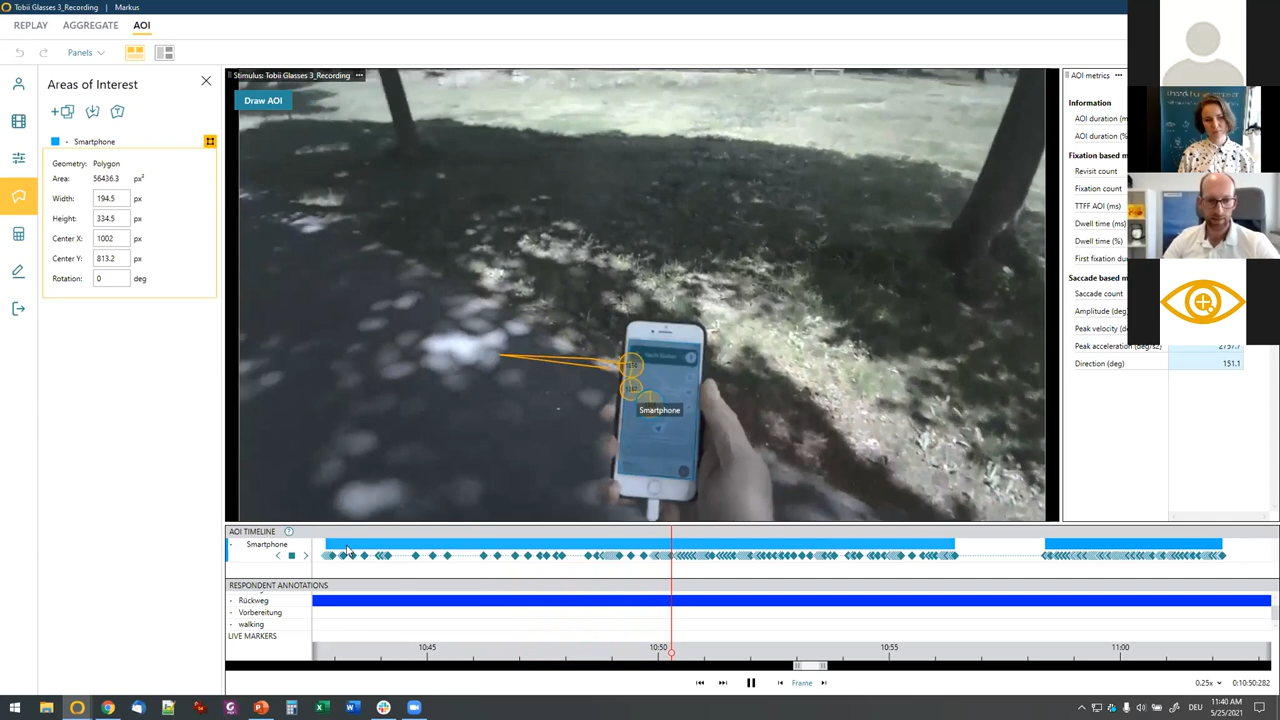 Tobii Glasses 3_Recording | Markus
REPLAY AGGREGATE AOI
Panels
Areas of Interest
- Smartphone
Geometry: Polygon
Area: 56436.3 px²
Width: 194.5 px
Height: 334.5 px
Center X: 1002 px
Center Y: 813.2 px
Rotation: 0 deg
Stimulus: Tobii Glasses 3_Recording
Draw AOI
Smartphone
AOI metrics
Information
AOI duration (m
AOI duration (%
Fixation based m
Revisit count
Fixation count
TTFF AOI (ms)
Dwell time (ms)
Dwell time (%)
First fixation du
Saccade based m
Saccade count
Amplitude (deg
Peak velocity (de
Peak acceleration (deg/s2)
Direction (deg) 151.1
AOI TIMELINE ?
- Smartphone
RESPONDENT ANNOTATIONS
- Rückweg
- Vorbereitung
- walking
LIVE MARKERS
10:45 10:50 10:55 11:00
Frame
0.25x 0:10:50:282
DEU 11:40 AM
5/25/2021